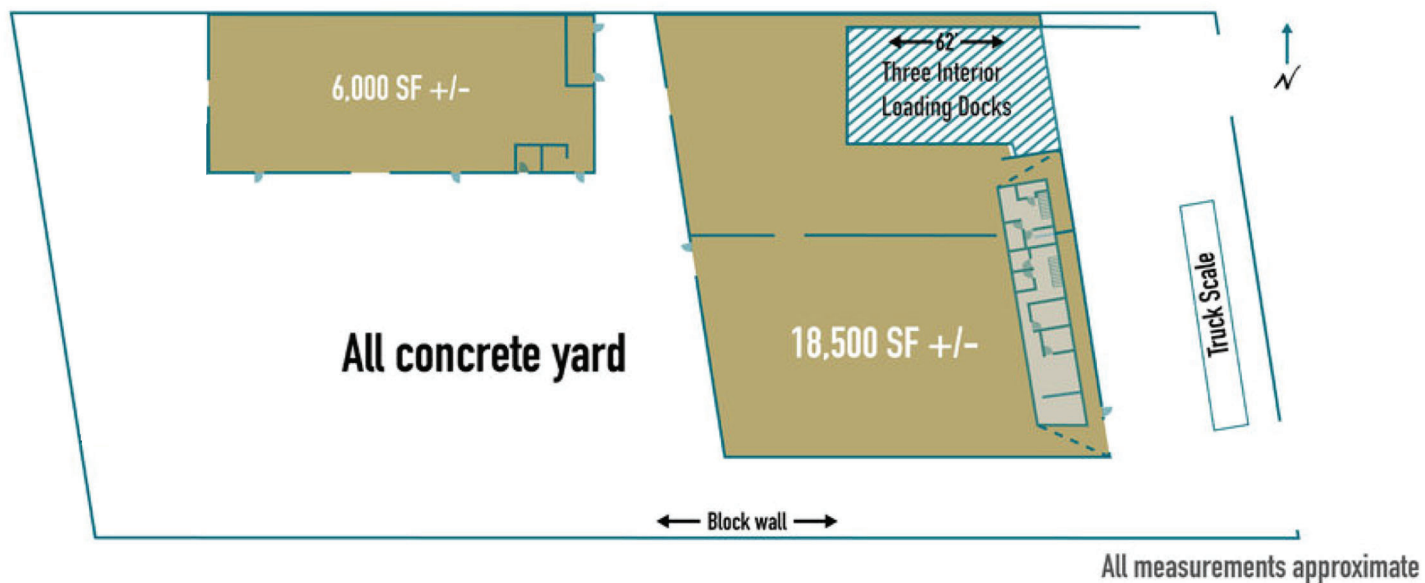 6,000 SF +/-
62'
Three Interior
Loading Docks
N
Truck Scale
18,500 SF +/-
All concrete yard
Block wall
All measurements approximate